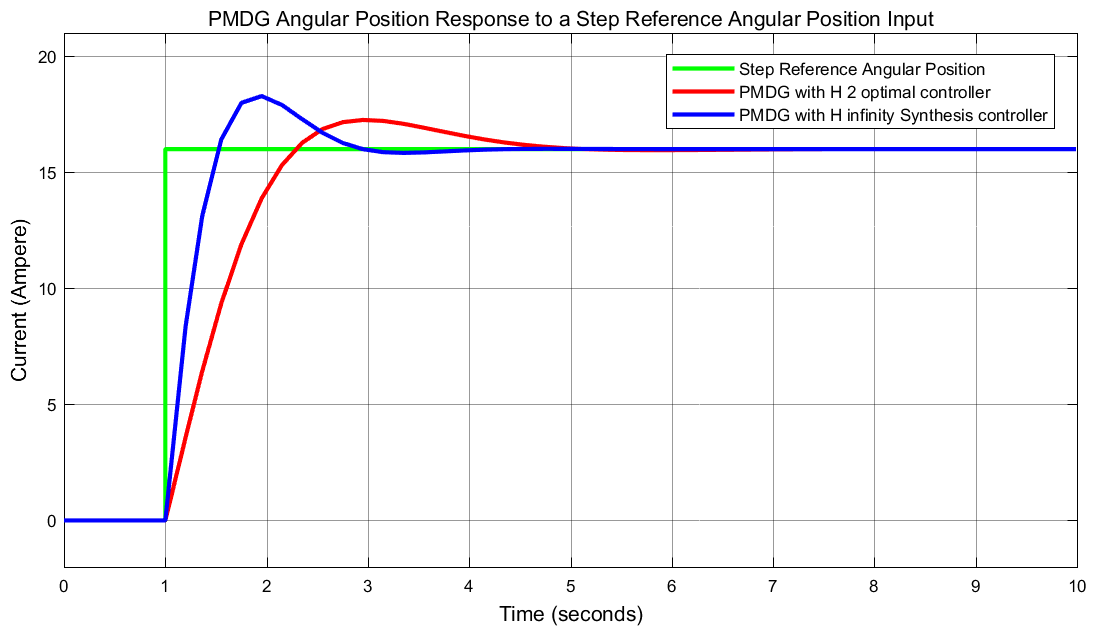 PMDG Angular Position Response to a Step Reference Angular Position Input
Step Reference Angular Position
PMDG with H 2 optimal controller
PMDG with H infinity Synthesis controller
Current (Ampere)
20
15
10
5
0
0 1 2 3 4 5 6 7 8 9 10
Time (seconds)